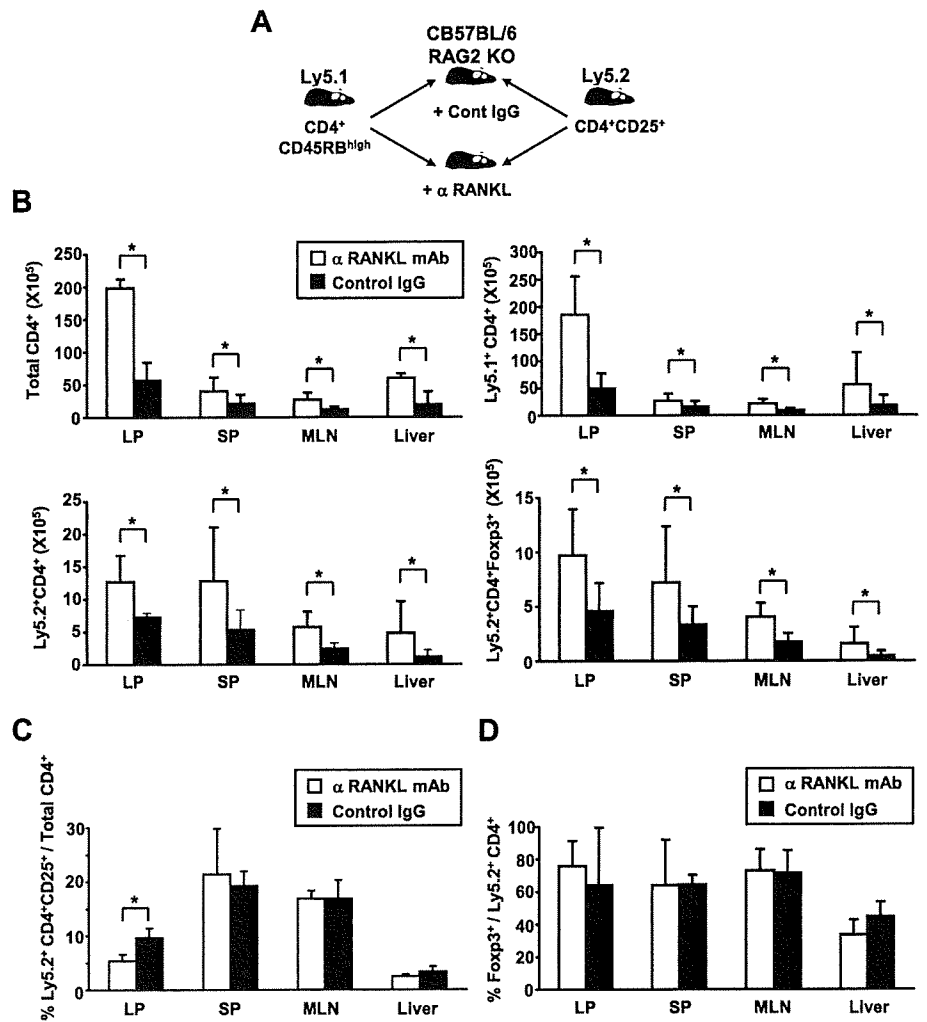 A
CB57BL/6
RAG2 KO
Ly5.1
Ly5.2
+ Cont IgG
CD4⁺
CD45RBʰⁱᵍʰ
CD4⁺CD25⁺
+ α RANKL
B
Total CD4⁺ (X10⁵)
250
200
150
100
50
0
α RANKL mAb
Control IgG
* * * *
LP SP MLN Liver
Ly5.1⁺ CD4⁺ (X10⁵)
300
250
200
150
100
50
0
* * * *
LP SP MLN Liver
Ly5.2⁺CD4⁺ (X10⁵)
25
20
15
10
5
0
* * * *
LP SP MLN Liver
Ly5.2⁺CD4⁺Foxp3⁺ (X10⁵)
15
10
5
0
* * * *
LP SP MLN Liver
C
% Ly5.2⁺ CD4⁺CD25⁺ / Total CD4⁺
30
20
10
0
α RANKL mAb
Control IgG
*
LP SP MLN Liver
D
% Foxp3⁺ / Ly5.2⁺ CD4⁺
100
80
60
40
20
0
α RANKL mAb
Control IgG
LP SP MLN Liver